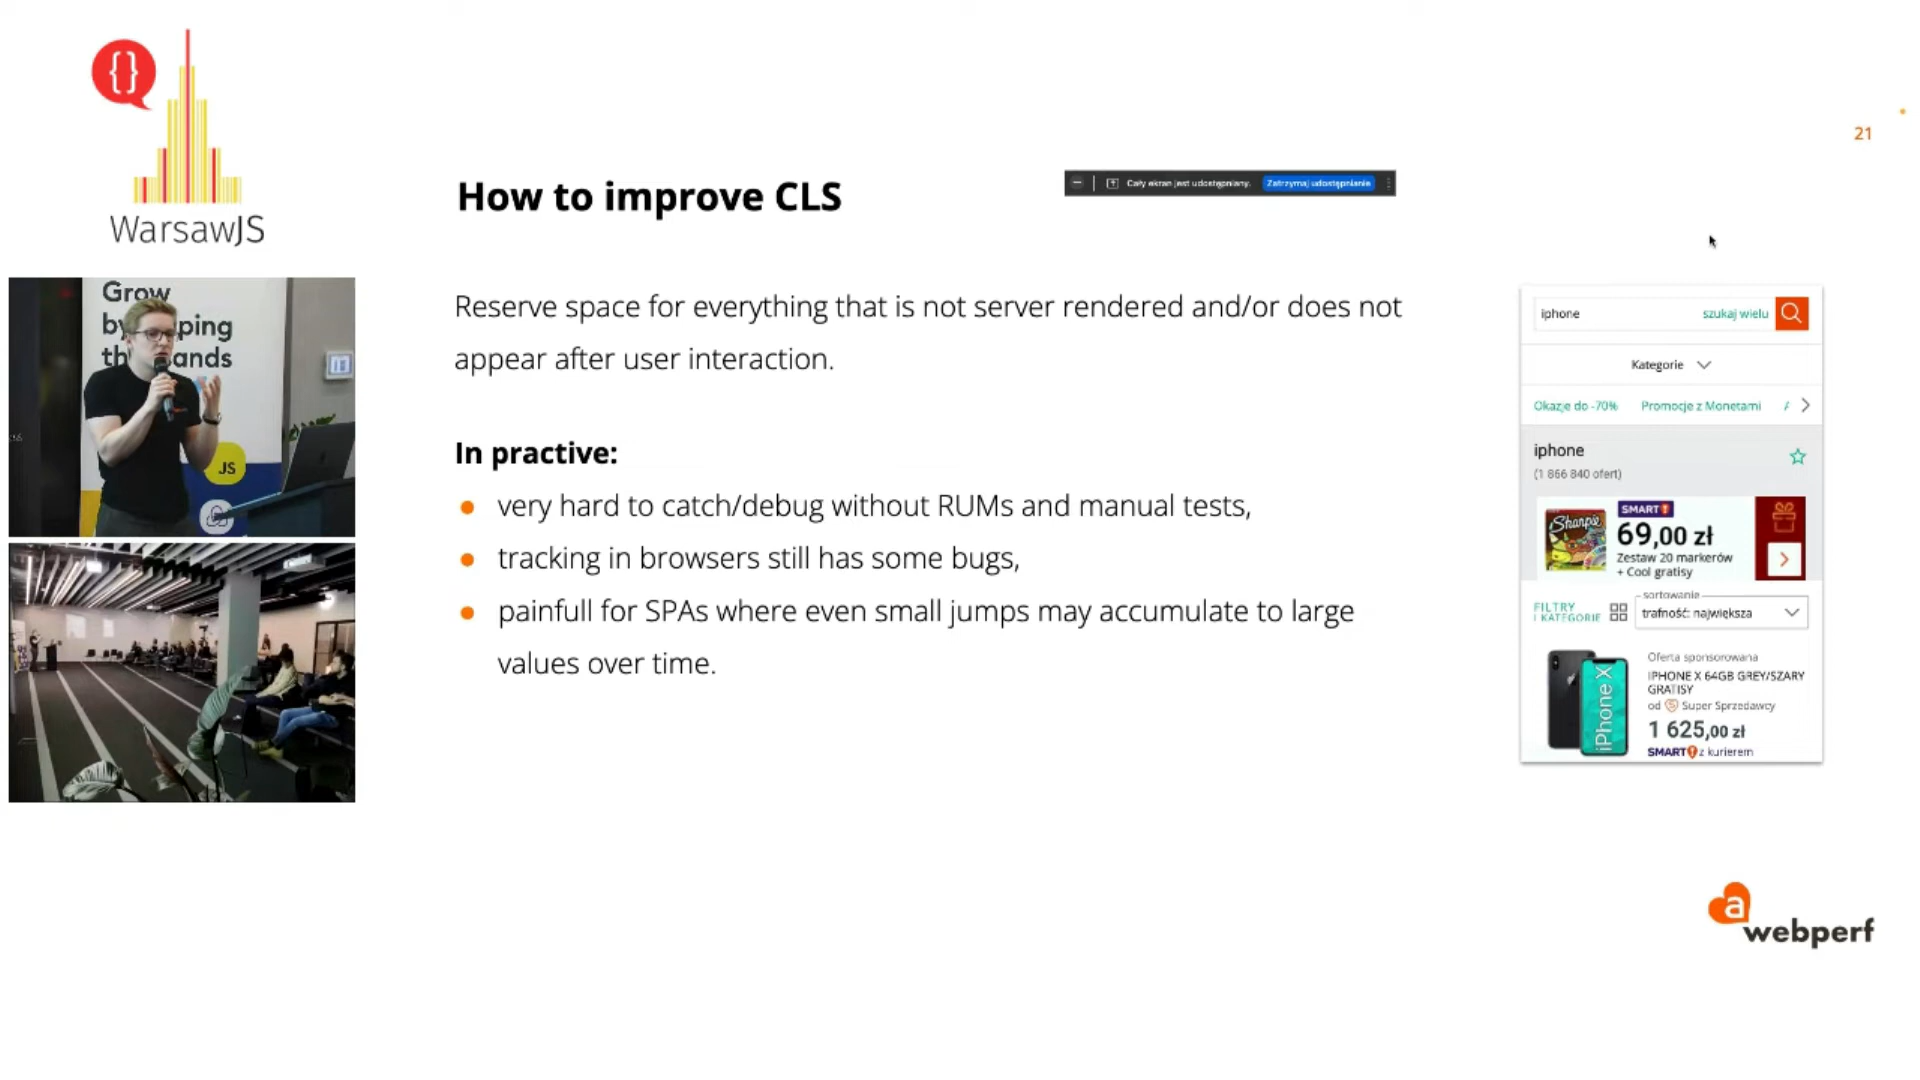 {}
WarsawJS
21
How to improve CLS
Cały ekran jest udostępniany.
Zatrzymaj udostępnianie
Reserve space for everything that is not server rendered and/or does not
appear after user interaction.
In practive:
very hard to catch/debug without RUMs and manual tests,
tracking in browsers still has some bugs,
painfull for SPAs where even small jumps may accumulate to large
values over time.
Grow
by ping
th ands
JS
iphone
szukaj wielu
Kategorie
Okazje do -70%
Promocje z Monetami
iphone
(1 866 840 ofert)
Sharpie
SMART!
69,00 zł
Zestaw 20 markerów
+ Cool gratisy
FILTRY
I KATEGORIE
sortowanie
trafność: największa
iPhone X
Oferta sponsorowana
IPHONE X 64GB GREY/SZARY
GRATISY
od Super Sprzedawcy
1 625,00 zł
SMART! z kurierem
a
webperf